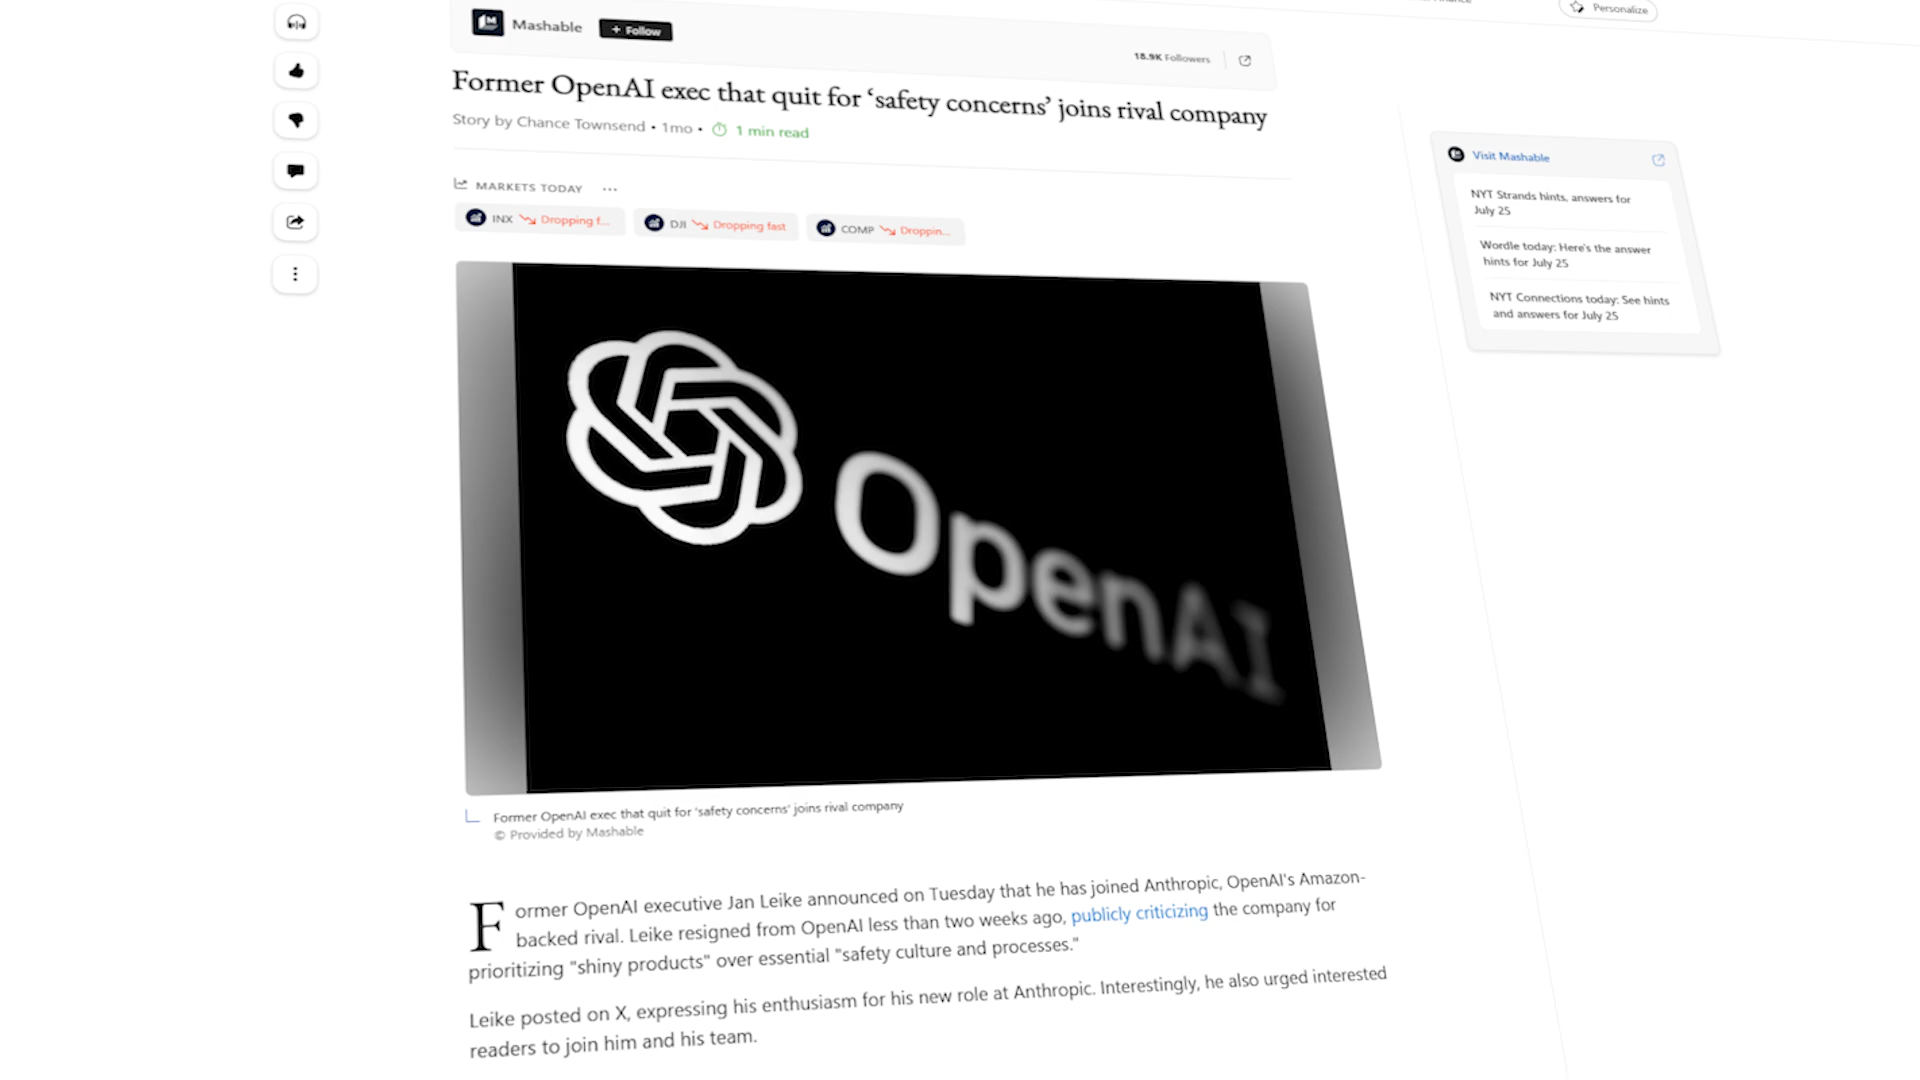 Personalize
Mashable
+ Follow
18.9K Followers
Former OpenAI exec that quit for ‘safety concerns’ joins rival company
Story by Chance Townsend • 1mo • 1 min read
MARKETS TODAY ...
INX Dropping f...
DJI Dropping fast
COMP Droppin...
OpenAI
Former OpenAI exec that quit for ‘safety concerns’ joins rival company
© Provided by Mashable
Former OpenAI executive Jan Leike announced on Tuesday that he has joined Anthropic, OpenAI's Amazon-
backed rival. Leike resigned from OpenAI less than two weeks ago, publicly criticizing the company for
prioritizing "shiny products" over essential "safety culture and processes."
Leike posted on X, expressing his enthusiasm for his new role at Anthropic. Interestingly, he also urged interested
readers to join him and his team.
Visit Mashable
NYT Strands hints, answers for
July 25
Wordle today: Here's the answer
hints for July 25
NYT Connections today: See hints
and answers for July 25